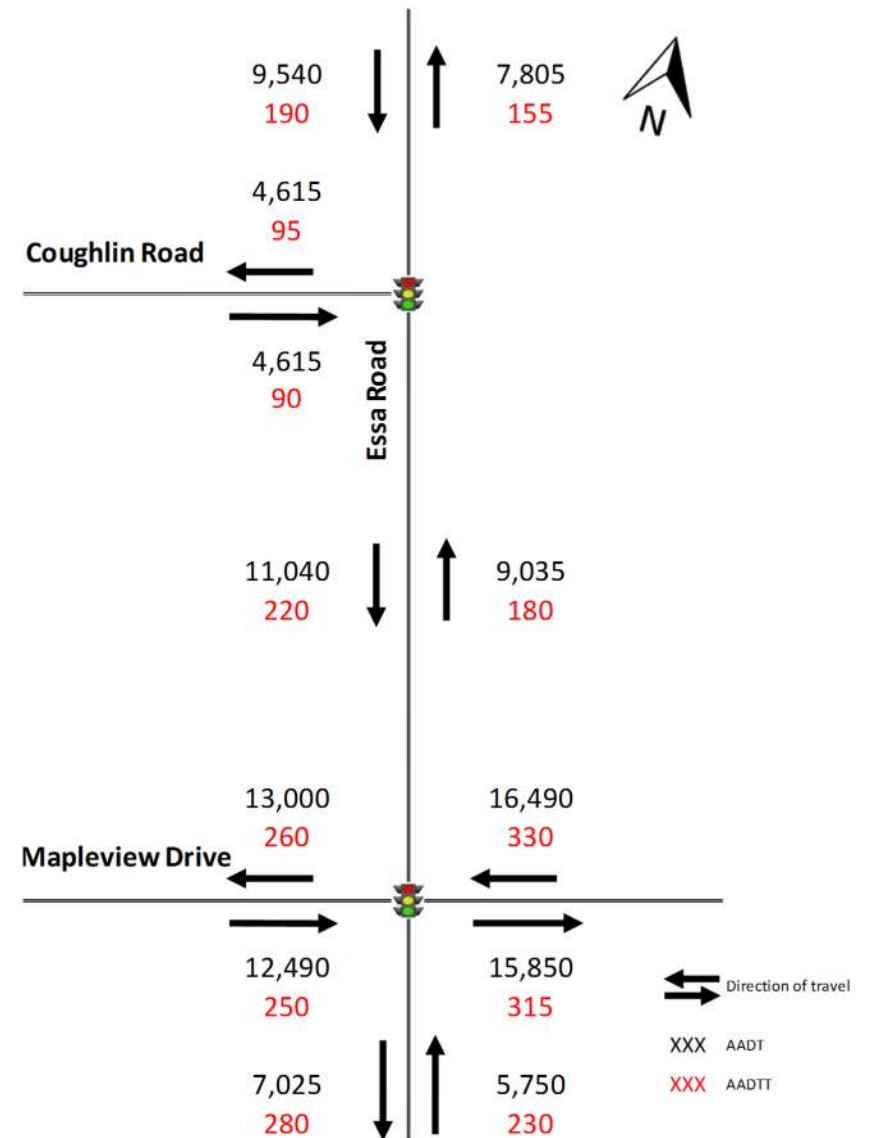 9,540 7,805
190 155
N
4,615
95
Coughlin Road
4,615
90
Essa Road
11,040 9,035
220 180
13,000 16,490
260 330
Mapleview Drive
12,490 15,850
250 315
Direction of travel
XXX AADT
7,025 5,750
XXX AADTT
280 230